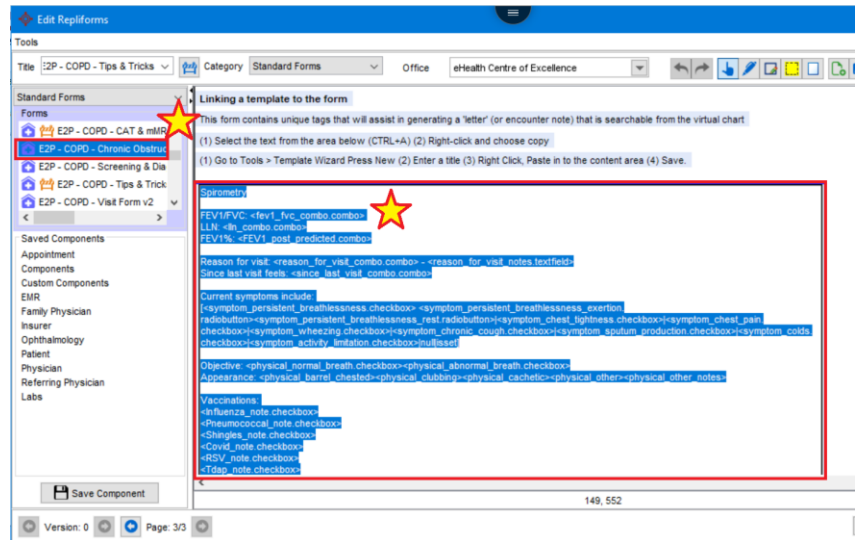 Edit Repliforms
Tools
Title E2P - COPD - Tips & Tricks Category Standard Forms Office eHealth Centre of Excellence
Standard Forms
Forms
E2P - COPD - CAT & mMR
E2P - COPD - Chronic Obstruc
E2P - COPD - Screening & Dia
E2P - COPD - Tips & Trick
E2P - COPD - Visit Form v2
Saved Components
Appointment
Components
Custom Components
EMR
Family Physician
Insurer
Ophthalmology
Patient
Physician
Referring Physician
Labs
Save Component
Version: 0 Page: 3/3
Linking a template to the form
This form contains unique tags that will assist in generating a 'letter' (or encounter note) that is searchable from the virtual chart
(1) Select the text from the area below (CTRL+A) (2) Right-click and choose copy
(1) Go to Tools > Template Wizard Press New (2) Enter a title (3) Right Click, Paste in to the content area (4) Save.
Spirometry
FEV1/FVC: <fev1_fvc_combo.combo>
LLN: <lln_combo.combo>
FEV1%: <FEV1_post_predicted.combo>
Reason for visit: <reason_for_visit_combo.combo> - <reason_for_visit_notes.textfield>
Since last visit feels: <since_last_visit_combo.combo>
Current symptoms include:
[<symptom_persistent_breathlessness.checkbox> <symptom_persistent_breathlessness_exertion.
radiobutton><symptom_persistent_breathlessness_rest.radiobutton>|<symptom_chest_tightness.checkbox>|<symptom_chest_pain.
checkbox>|<symptom_wheezing.checkbox>|<symptom_chronic_cough.checkbox>|<symptom_sputum_production.checkbox>|<symptom_colds.
checkbox>|<symptom_activity_limitation.checkbox>|null|isset]
Objective: <physical_normal_breath.checkbox><physical_abnormal_breath.checkbox>
Appearance: <physical_barrel_chested><physical_clubbing><physical_cachetic><physical_other><physical_other_notes>
Vaccinations:
<Influenza_note.checkbox>
<Pneumococcal_note.checkbox>
<Shingles_note.checkbox>
<Covid_note.checkbox>
<RSV_note.checkbox>
<Tdap_note.checkbox>
149, 552